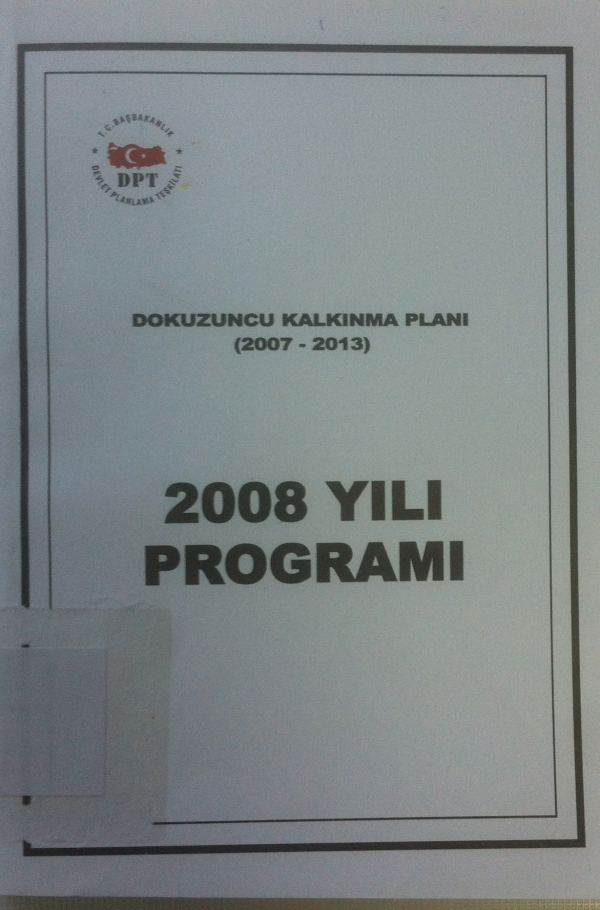 T.C. BAŞBAKANLIK
DPT
DEVLET PLANLAMA TEŞKİLATI
DOKUZUNCU KALKINMA PLANI
(2007 - 2013)
2008 YILI
PROGRAMI